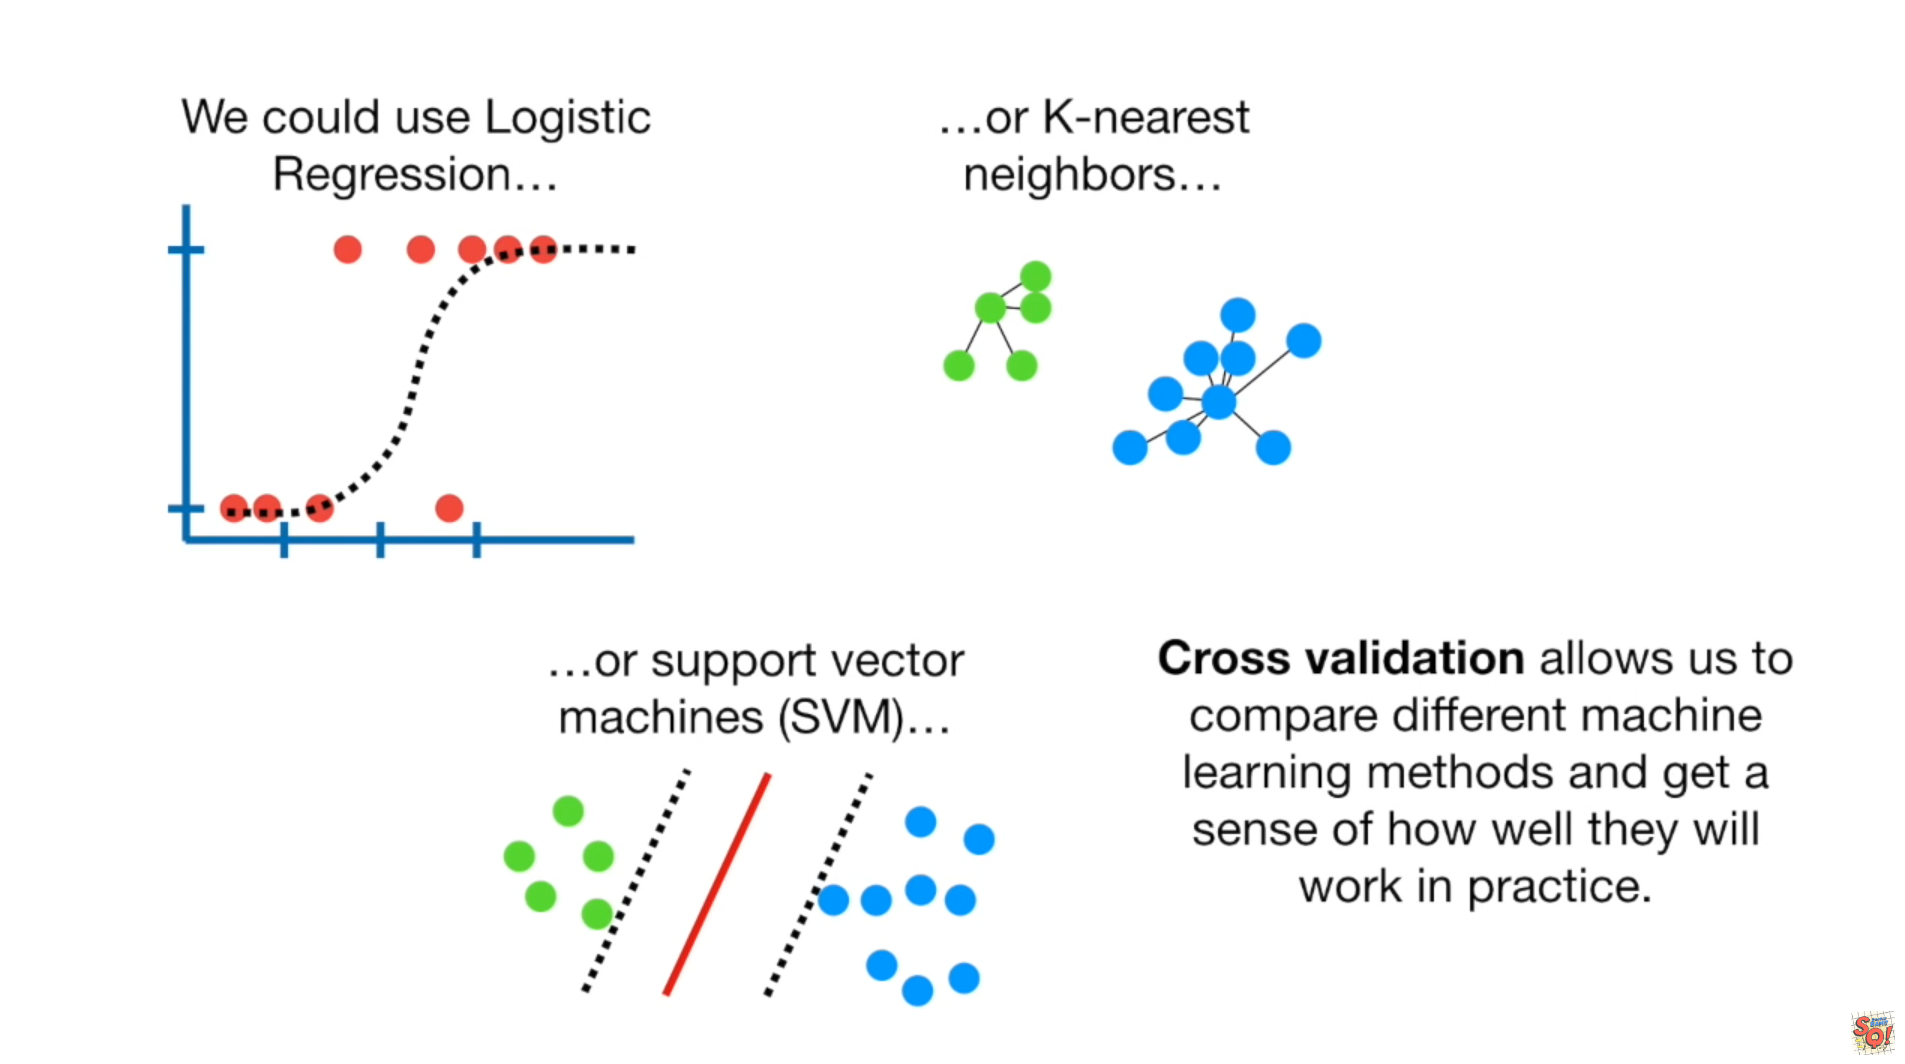 We could use Logistic
Regression…
…or K-nearest
neighbors…
…or support vector
machines (SVM)…
Cross validation allows us to
compare different machine
learning methods and get a
sense of how well they will
work in practice.
SQ!